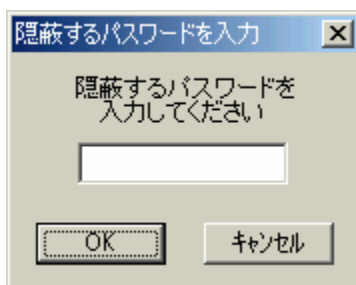 隠蔽するパスワードを入力
隠蔽するパスワードを
入力してください
OK
ｷｬﾝｾﾙ